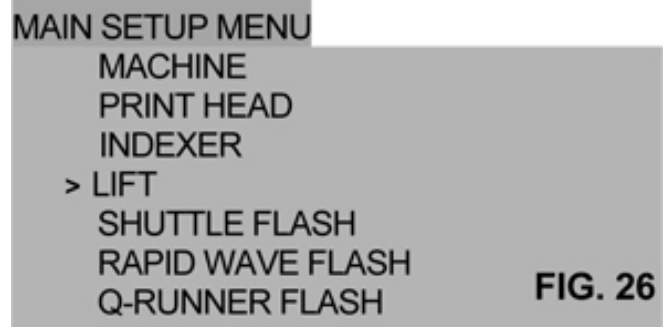 MAIN SETUP MENU
MACHINE
PRINT HEAD
INDEXER
> LIFT
SHUTTLE FLASH
RAPID WAVE FLASH
Q-RUNNER FLASH
FIG. 26